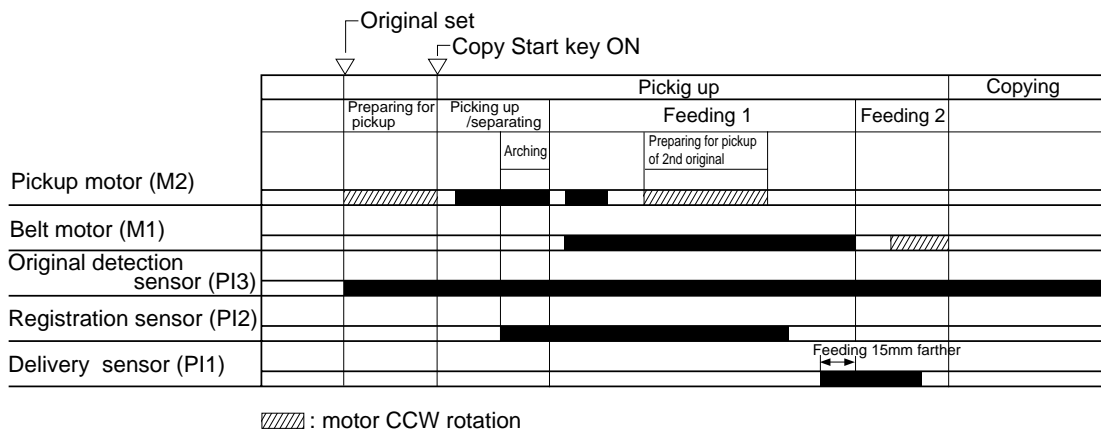 Original set
Copy Start key ON
Pickig up
Copying
Preparing for
pickup
Picking up
/separating
Feeding 1
Feeding 2
Arching
Preparing for pickup
of 2nd original
Pickup motor (M2)
Belt motor (M1)
Original detection
sensor (PI3)
Registration sensor (PI2)
Feeding 15mm farther
Delivery sensor (PI1)
: motor CCW rotation